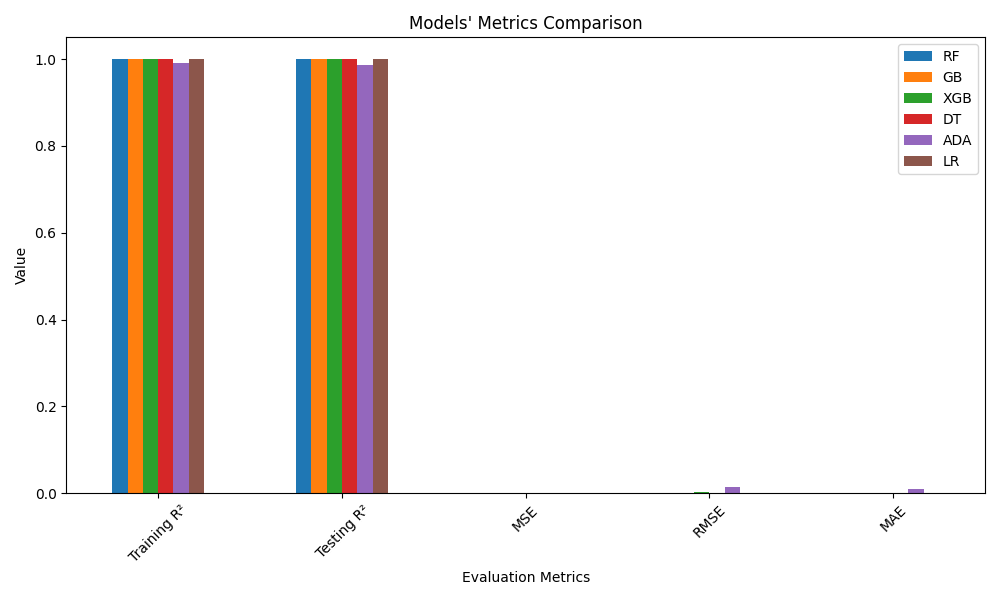 Models' Metrics Comparison
RF
GB
XGB
DT
ADA
LR
Value
1.0
0.8
0.6
0.4
0.2
0.0
Training R²
Testing R²
MSE
RMSE
MAE
Evaluation Metrics